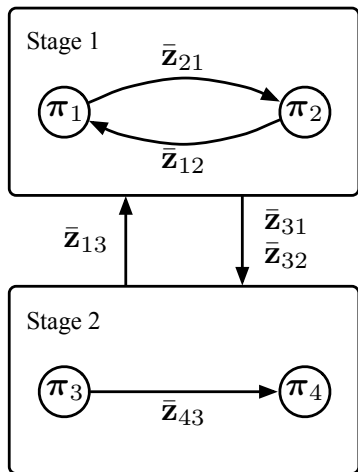 Stage 1
z̄₂₁
π₁
π₂
z̄₁₂
z̄₁₃
z̄₃₁
z̄₃₂
Stage 2
π₃
π₄
z̄₄₃